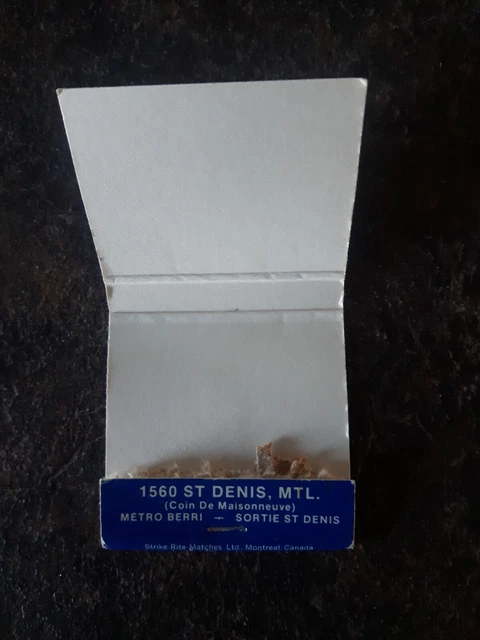 1560 ST DENIS, MTL.
(Coin De Maisonneuve)
MÉTRO BERRI — SORTIE ST DENIS
Strike Rite Matches Ltd., Montreal, Canada